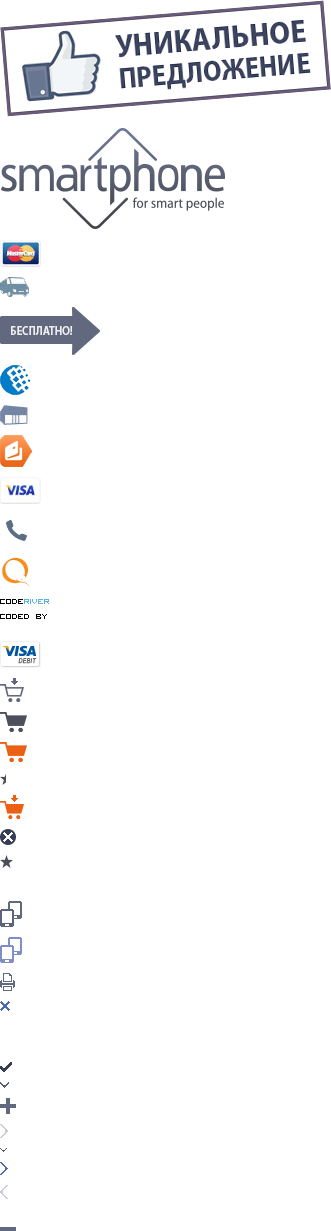 УНИКАЛЬНОЕ
ПРЕДЛОЖЕНИЕ
smartphone
for smart people
MasterCard
БЕСПЛАТНО!
VISA
CODERIVER
CODED BY
VISA
DEBIT